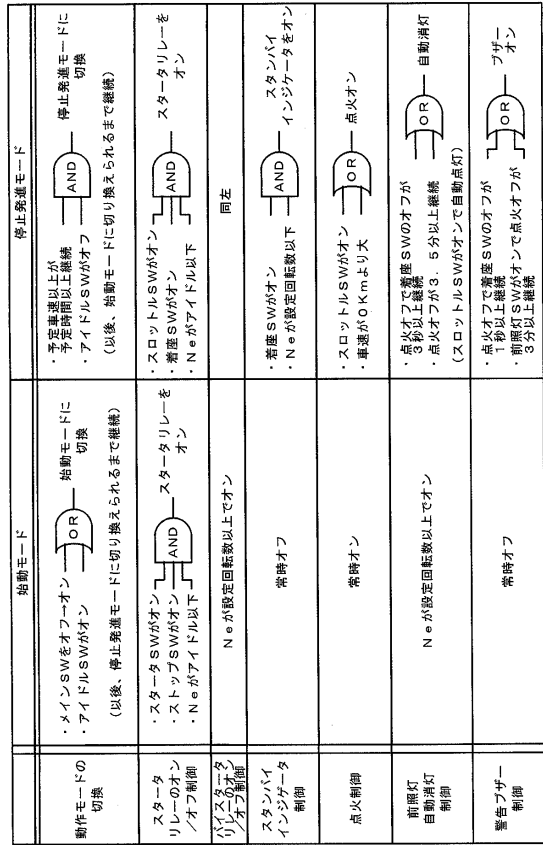 始動モード
停止発進モード
動作モードの
切換
・メインSWをオフ→オン
・アイドルSWがオン
OR
始動モードに
切換
（以後、停止発進モードに切り換えられるまで継続）
・予定車速以上が
予定時間以上継続
・アイドルSWがオフ
AND
停止発進モードに
切換
（以後、始動モードに切り換えられるまで継続）
スタータ
リレーのオン
／オフ制御
・スタータSWがオン
・ストップSWがオン
・Neがアイドル以下
AND
スタータリレーを
オン
・スロットルSWがオン
・着座SWがオン
・Neがアイドル以下
AND
スタータリレーを
オン
バイスタータ
リレーのオン
／オフ制御
Neが設定回転数以上でオン
同左
スタンバイ
インジケータ
制御
常時オフ
・着座SWがオン
・Neが設定回転数以下
AND
スタンバイ
インジケータをオン
点火制御
常時オン
・スロットルSWがオン
・車速が0Kmより大
OR
点火オン
前照灯
自動消灯
制御
Neが設定回転数以上でオン
・点火オフで着座SWのオフが
3秒以上継続
・点火オフが3．5分以上継続
（スロットルSWがオンで自動点灯）
OR
自動消灯
警告ブザー
制御
常時オフ
・点火オフで着座SWのオフが
1秒以上継続
・前照灯SWがオンで点火オフが
3分以上継続
OR
ブザー
オン